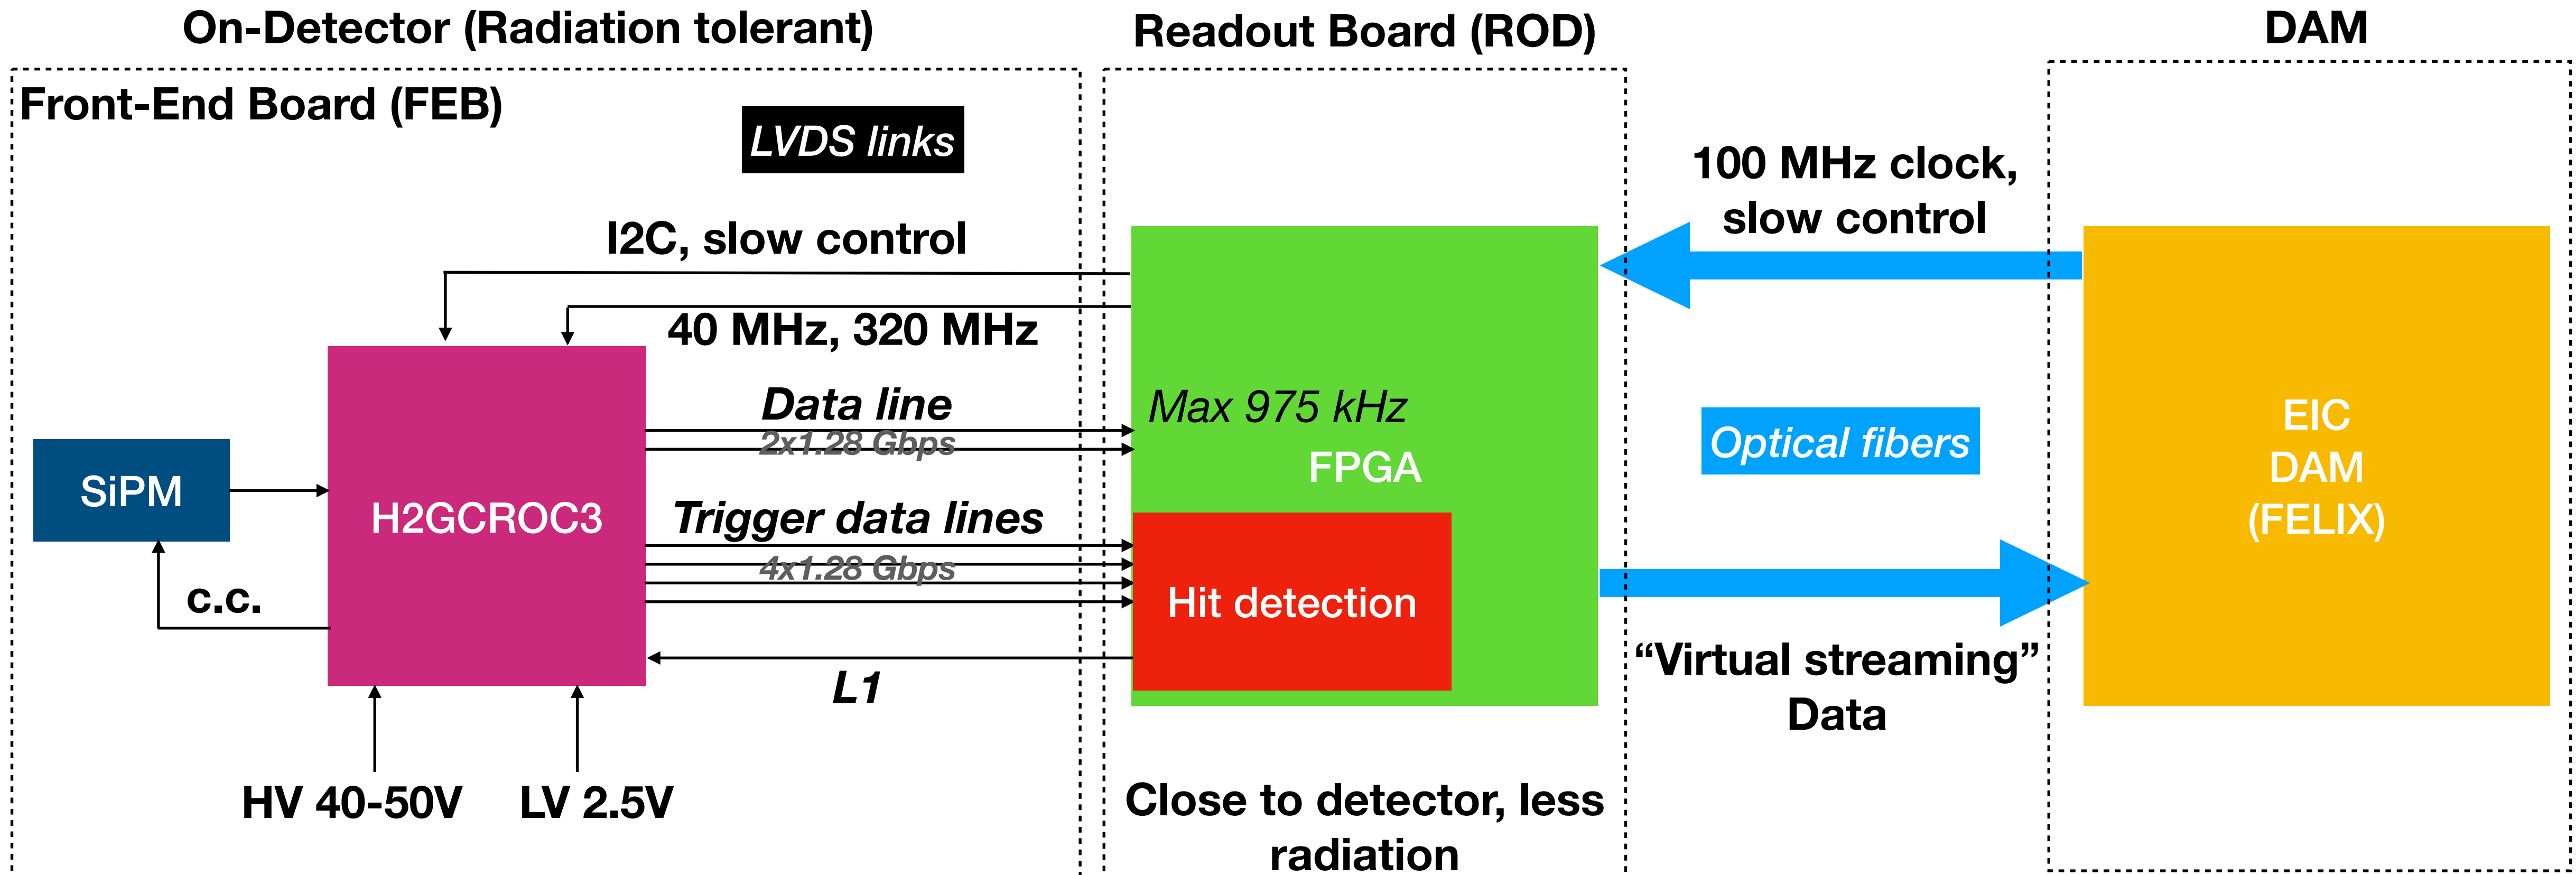 On-Detector (Radiation tolerant)
Readout Board (ROD)
DAM
Front-End Board (FEB)
LVDS links
100 MHz clock,
slow control
I2C, slow control
40 MHz, 320 MHz
Data line
2x1.28 Gbps
Max 975 kHz
FPGA
Optical fibers
EIC
DAM
(FELIX)
SiPM
H2GCROC3
Trigger data lines
4x1.28 Gbps
Hit detection
c.c.
L1
“Virtual streaming”
Data
HV 40-50V
LV 2.5V
Close to detector, less
radiation